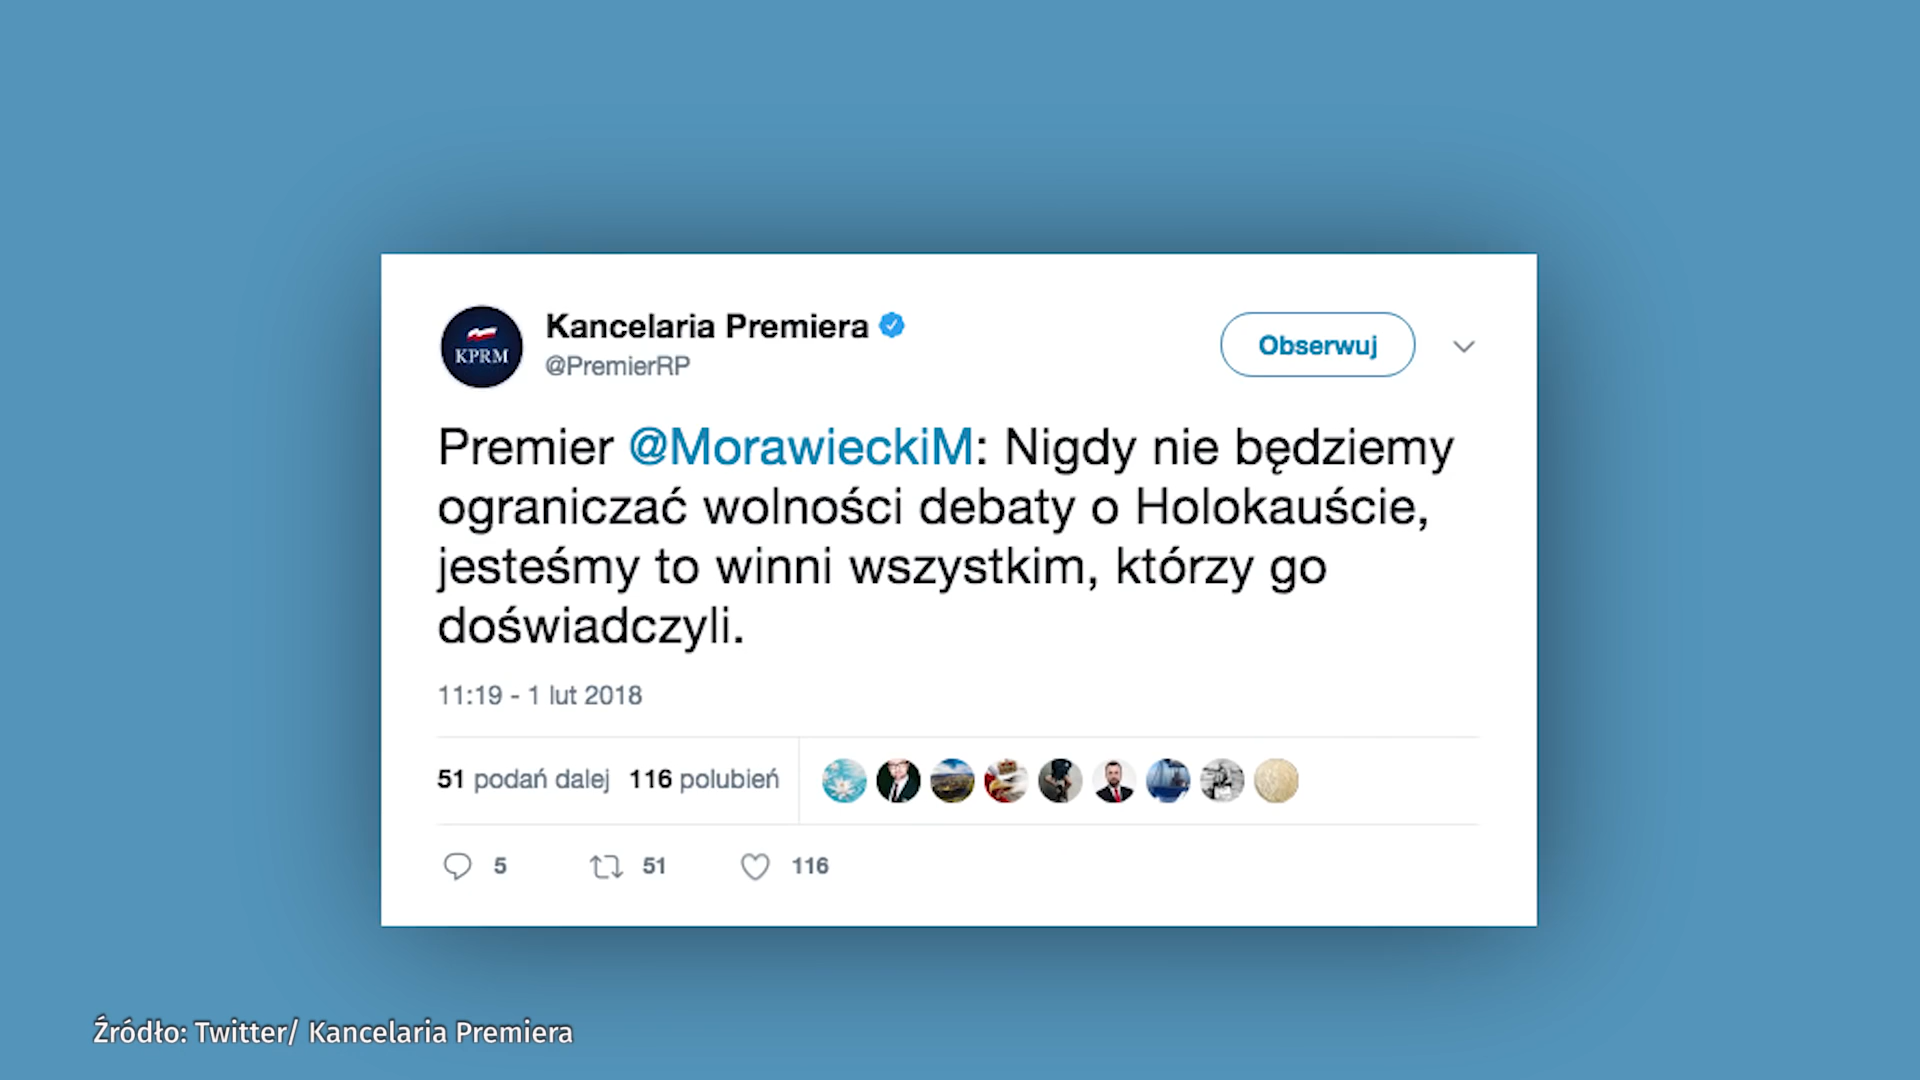 KPRM
Kancelaria Premiera
@PremierRP
Obserwuj
Premier @MorawieckiM: Nigdy nie będziemy
ograniczać wolności debaty o Holokauście,
jesteśmy to winni wszystkim, którzy go
doświadczyli.
11:19 - 1 lut 2018
51 podań dalej 116 polubień
5 51 116
Źródło: Twitter/ Kancelaria Premiera